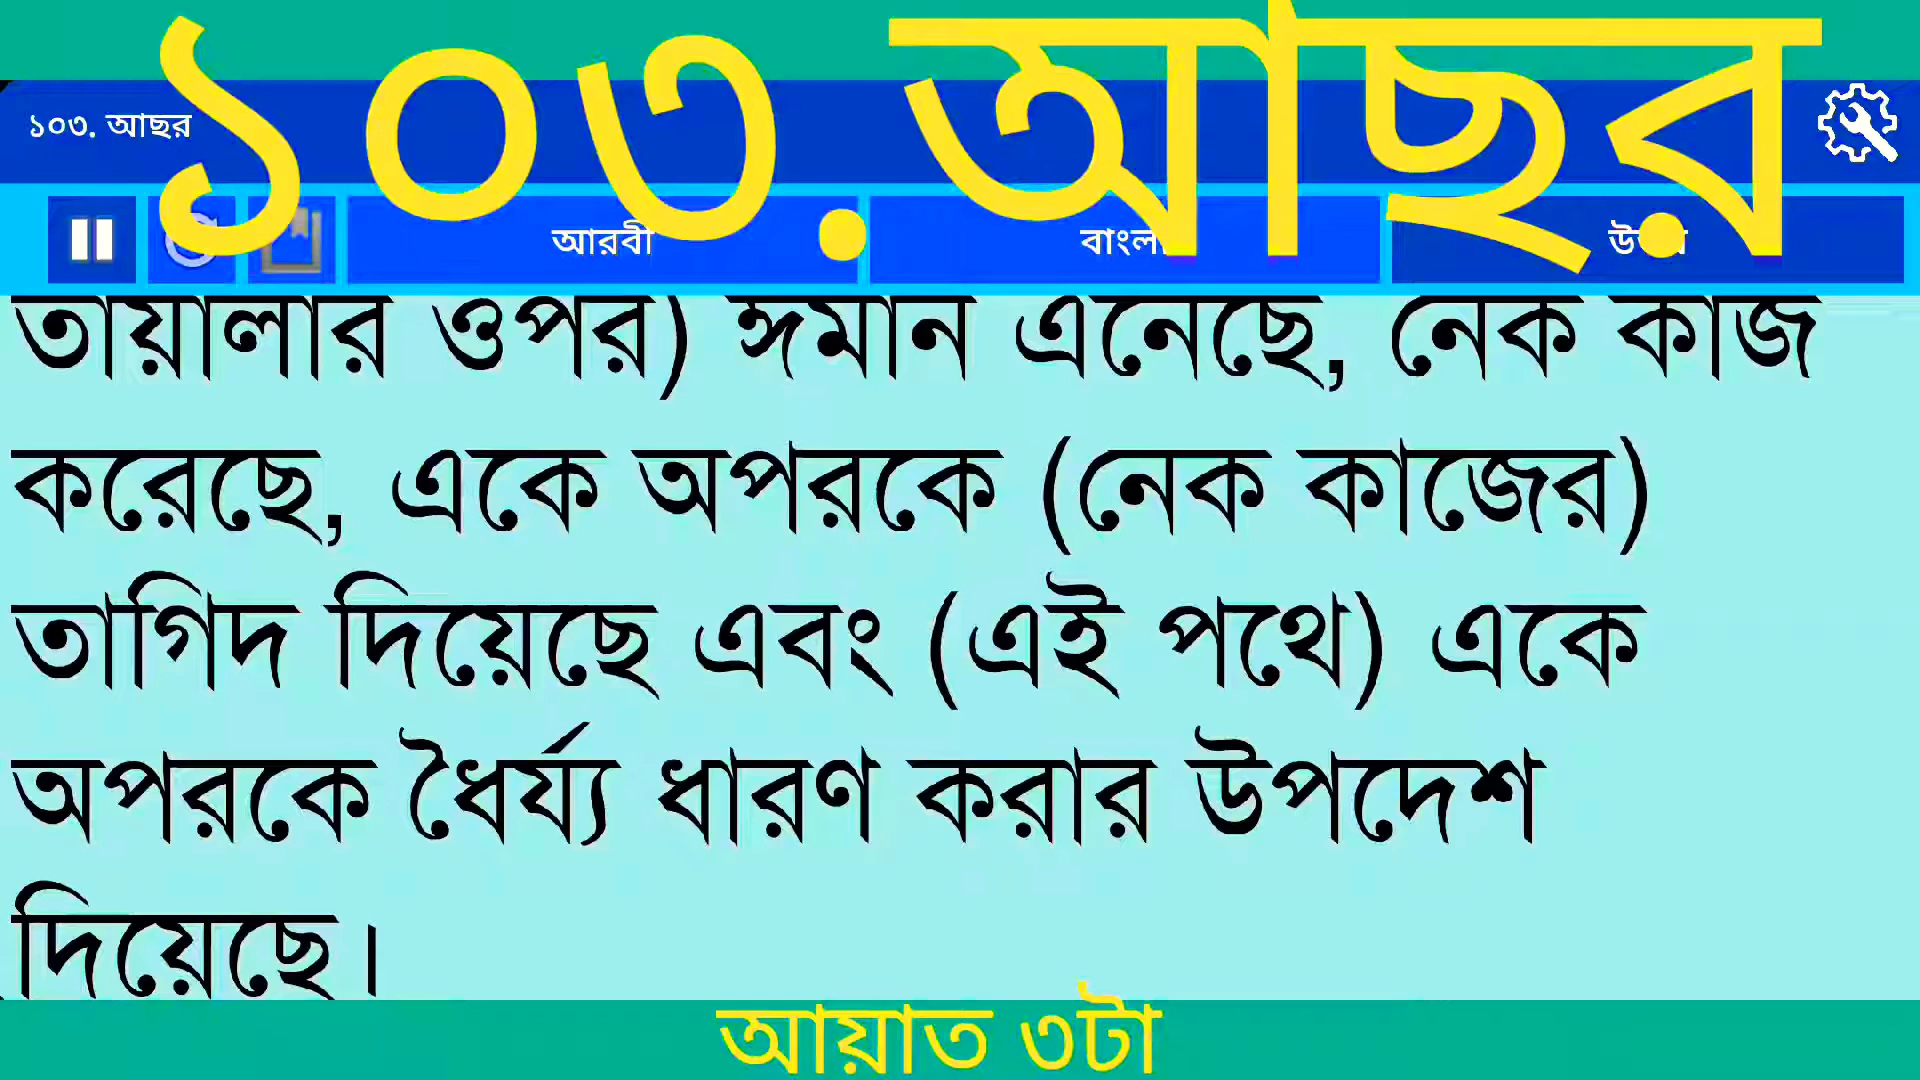 ১০৩. আছর
১০৩. আছর
আরবী বাংলা উভয়
তায়ালার ওপর) ঈমান এনেছে, নেক কাজ
করেছে, একে অপরকে (নেক কাজের)
তাগিদ দিয়েছে এবং (এই পথে) একে
অপরকে ধৈর্য্য ধারণ করার উপদেশ
দিয়েছে।
আয়াত ৩টা